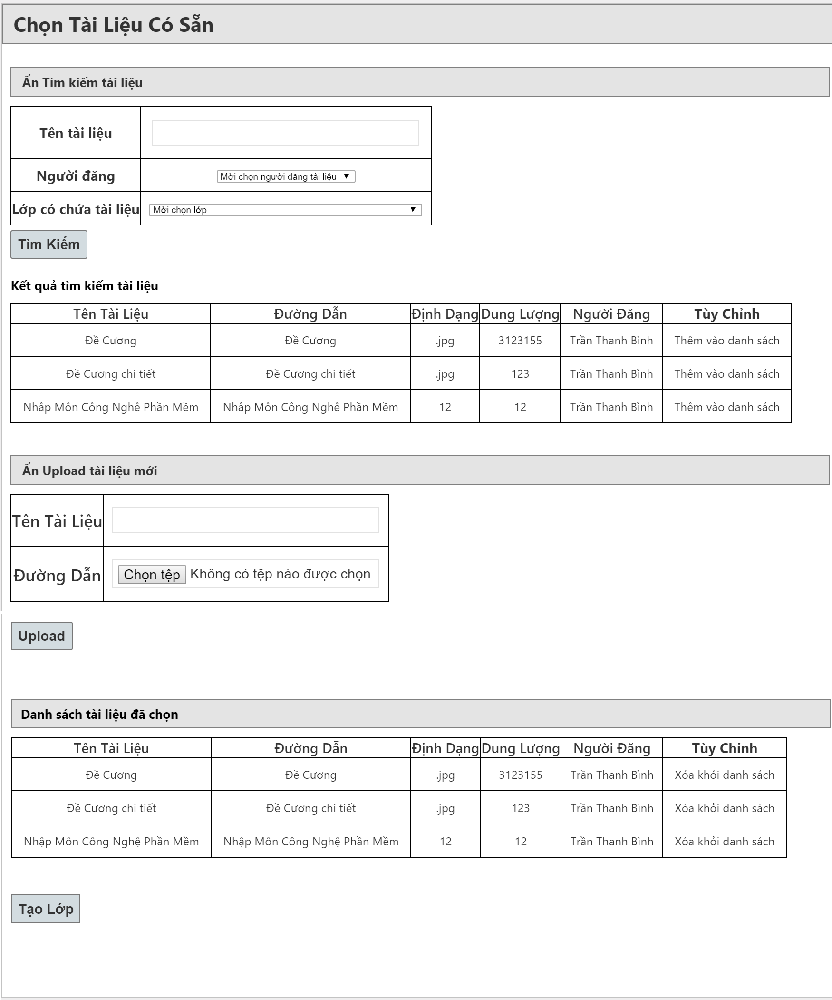 Chọn Tài Liệu Có Sẵn
Ẩn Tìm kiếm tài liệu
Tên tài liệu
Người đăng Mời chọn người đăng tài liệu ▼
Lớp có chứa tài liệu Mời chọn lớp ▼
Tìm Kiếm
Kết quả tìm kiếm tài liệu
Tên Tài Liệu Đường Dẫn Định Dạng Dung Lượng Người Đăng Tùy Chỉnh
Đề Cương Đề Cương .jpg 3123155 Trần Thanh Bình Thêm vào danh sách
Đề Cương chi tiết Đề Cương chi tiết .jpg 123 Trần Thanh Bình Thêm vào danh sách
Nhập Môn Công Nghệ Phần Mềm Nhập Môn Công Nghệ Phần Mềm 12 12 Trần Thanh Bình Thêm vào danh sách
Ẩn Upload tài liệu mới
Tên Tài Liệu
Đường Dẫn Chọn tệp Không có tệp nào được chọn
Upload
Danh sách tài liệu đã chọn
Tên Tài Liệu Đường Dẫn Định Dạng Dung Lượng Người Đăng Tùy Chỉnh
Đề Cương Đề Cương .jpg 3123155 Trần Thanh Bình Xóa khỏi danh sách
Đề Cương chi tiết Đề Cương chi tiết .jpg 123 Trần Thanh Bình Xóa khỏi danh sách
Nhập Môn Công Nghệ Phần Mềm Nhập Môn Công Nghệ Phần Mềm 12 12 Trần Thanh Bình Xóa khỏi danh sách
Tạo Lớp